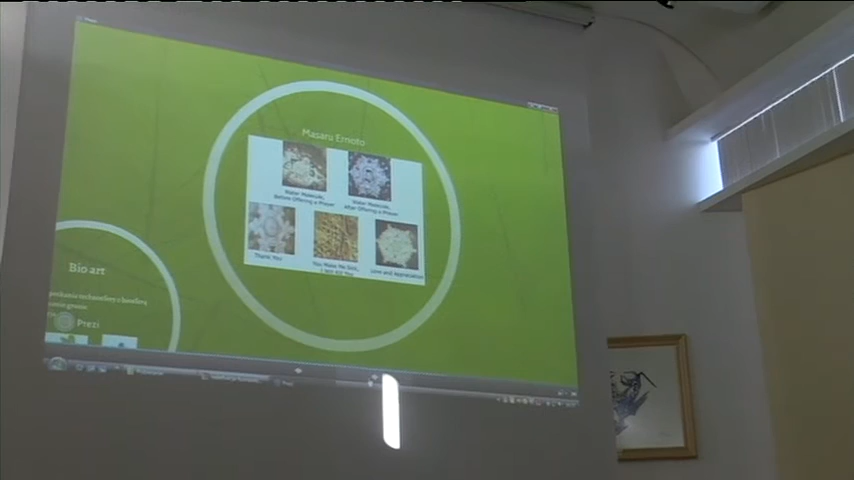 Masaru Emoto
Water Molecule,
Before Offering a Prayer
Water Molecule,
After Offering a Prayer
Thank You
You Make Me Sick,
I Will Kill You
Love and Appreciation
Bio art
Prezi